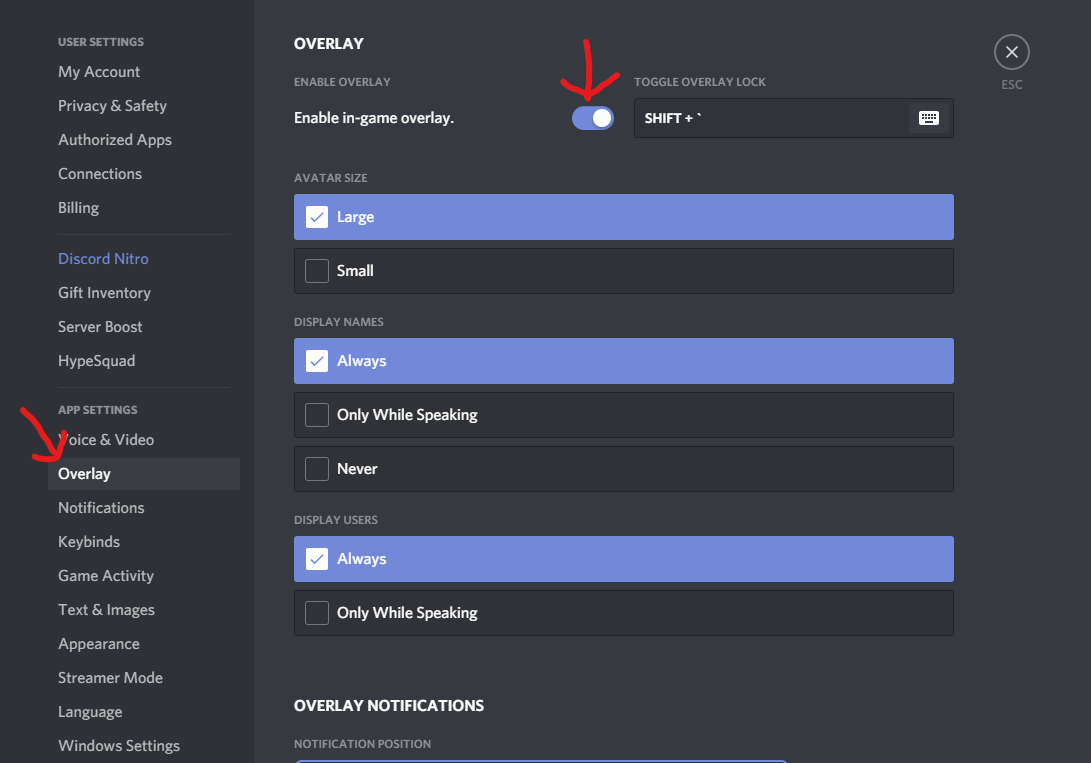 USER SETTINGS
My Account
Privacy & Safety
Authorized Apps
Connections
Billing
Discord Nitro
Gift Inventory
Server Boost
HypeSquad
APP SETTINGS
Voice & Video
Overlay
Notifications
Keybinds
Game Activity
Text & Images
Appearance
Streamer Mode
Language
Windows Settings
OVERLAY
ENABLE OVERLAY
Enable in-game overlay.
TOGGLE OVERLAY LOCK
SHIFT + `
AVATAR SIZE
Large
Small
DISPLAY NAMES
Always
Only While Speaking
Never
DISPLAY USERS
Always
Only While Speaking
OVERLAY NOTIFICATIONS
NOTIFICATION POSITION
ESC